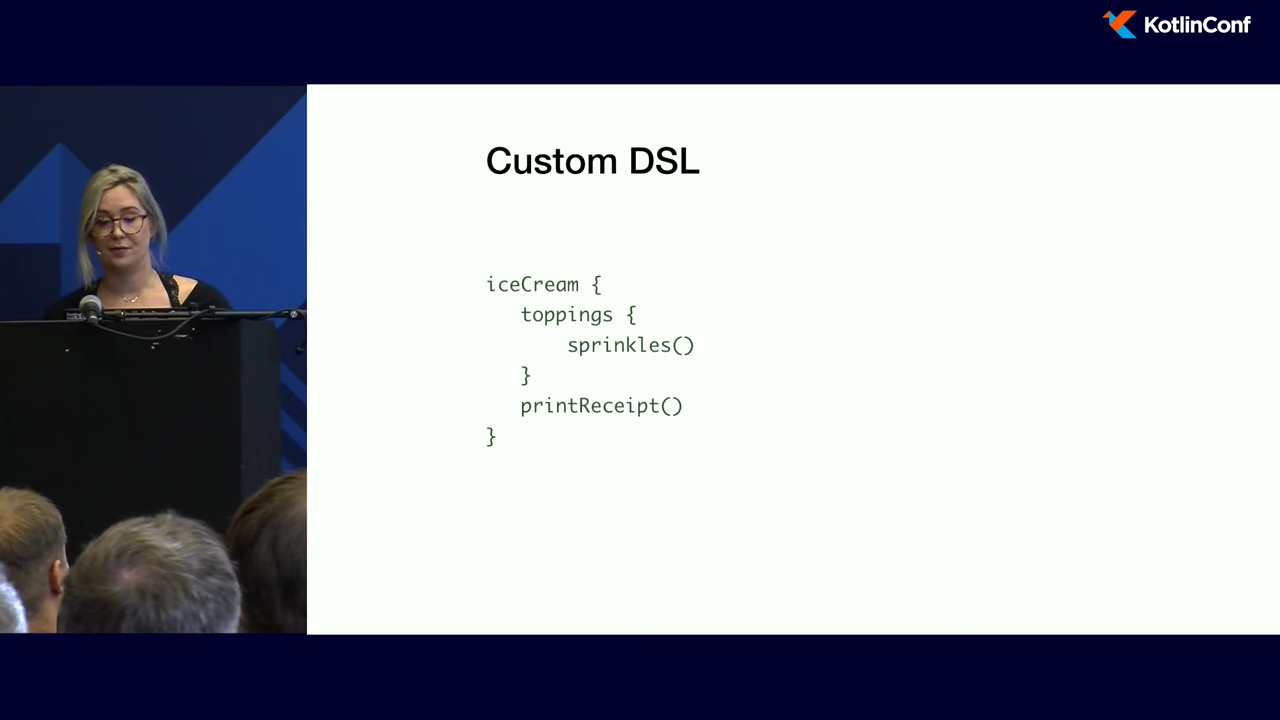 KotlinConf
Custom DSL
iceCream {
   toppings {
       sprinkles()
   }
   printReceipt()
}